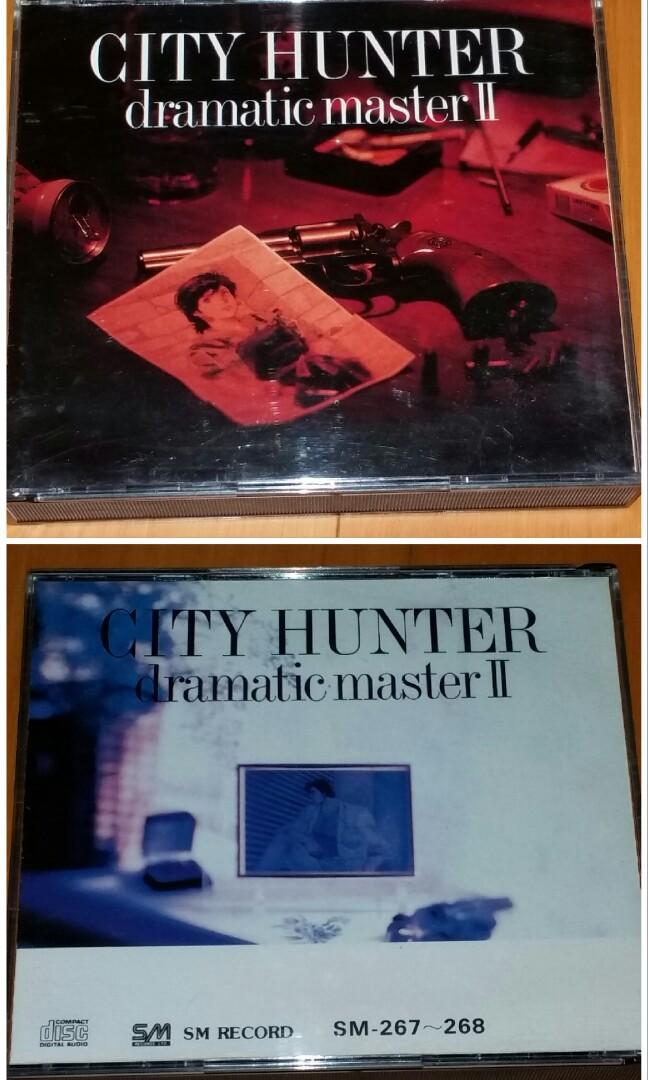 CITY HUNTER
dramatic master II
CITY HUNTER
dramatic master II
COMPACT
disc
DIGITAL AUDIO
SM
SM RECORD
SM-267～268